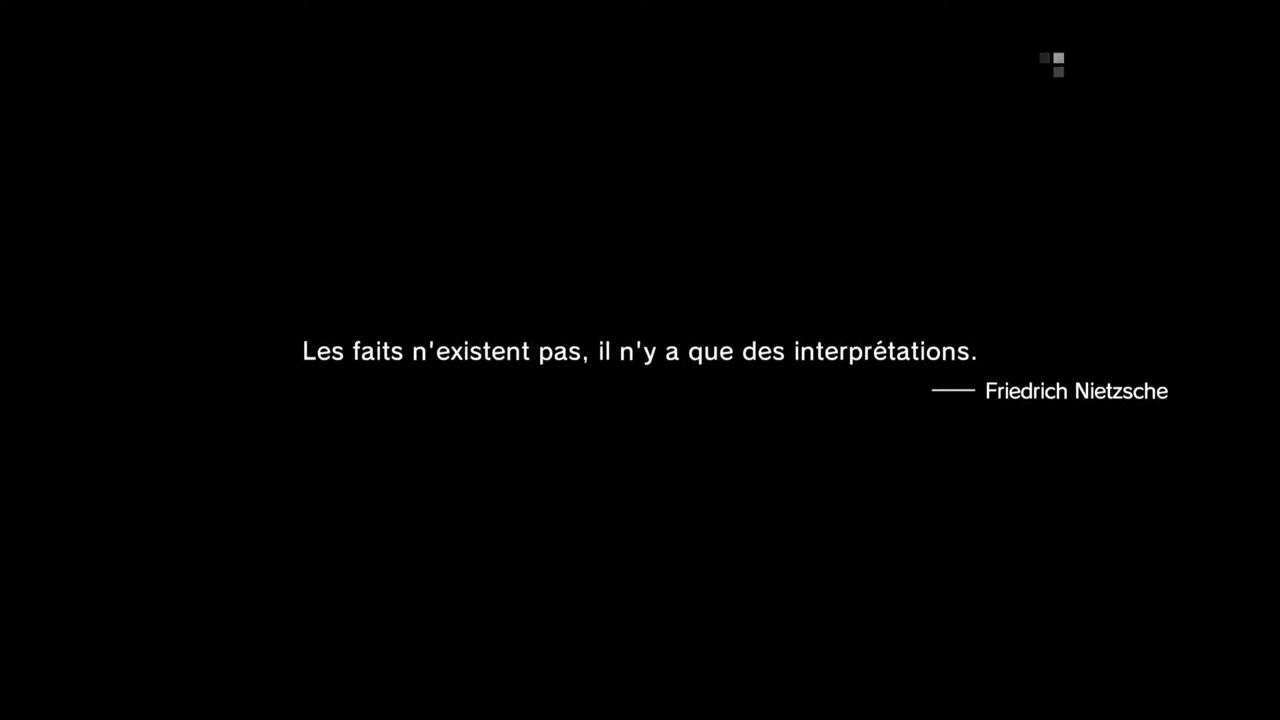 Les faits n'existent pas, il n'y a que des interprétations.
—— Friedrich Nietzsche